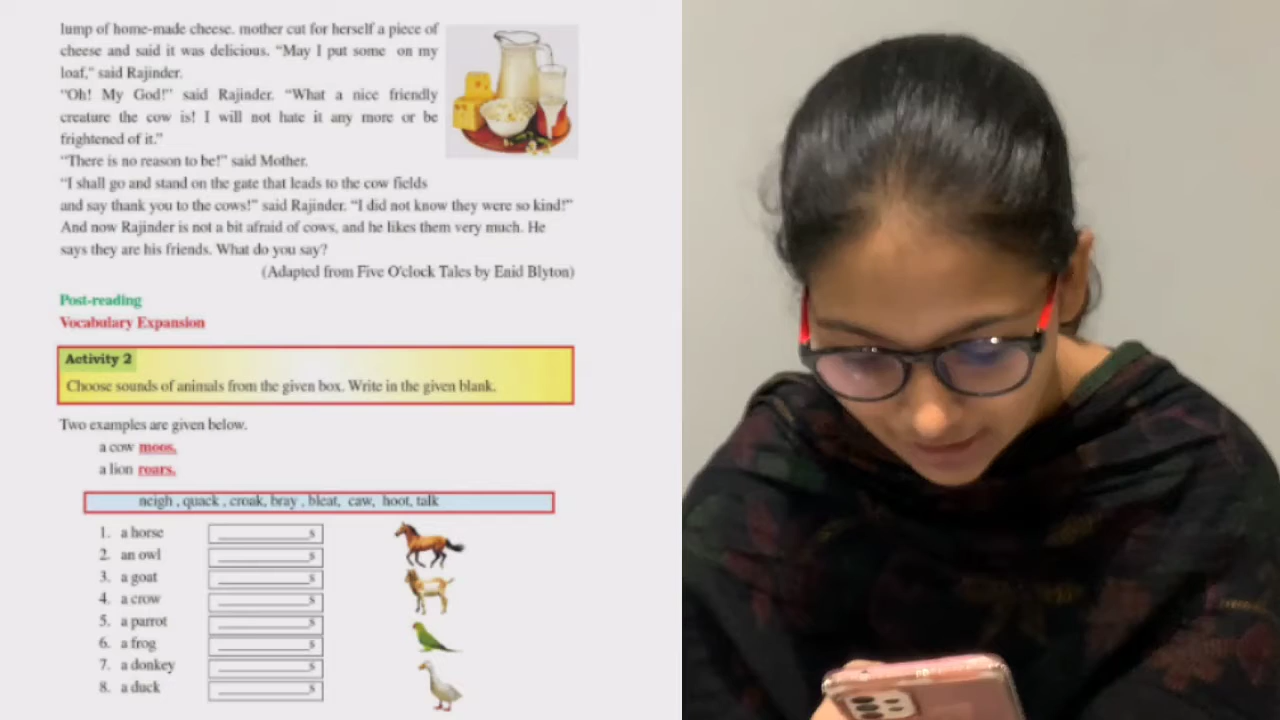 lump of home-made cheese. mother cut for herself a piece of
cheese and said it was delicious. “May I put some on my
loaf,” said Rajinder.
“Oh! My God!” said Rajinder. “What a nice friendly
creature the cow is! I will not hate it any more or be
frightened of it.”
“There is no reason to be!” said Mother.
“I shall go and stand on the gate that leads to the cow fields
and say thank you to the cows!” said Rajinder. “I did not know they were so kind!”
And now Rajinder is not a bit afraid of cows, and he likes them very much. He
says they are his friends. What do you say?
(Adapted from Five O'clock Tales by Enid Blyton)
Post-reading
Vocabulary Expansion
Activity 2
Choose sounds of animals from the given box. Write in the given blank.
Two examples are given below.
a cow moos.
a lion roars.
neigh , quack , croak, bray , bleat, caw, hoot, talk
1. a horse ____________s
2. an owl ____________s
3. a goat ____________s
4. a crow ____________s
5. a parrot ____________s
6. a frog ____________s
7. a donkey ____________s
8. a duck ____________s